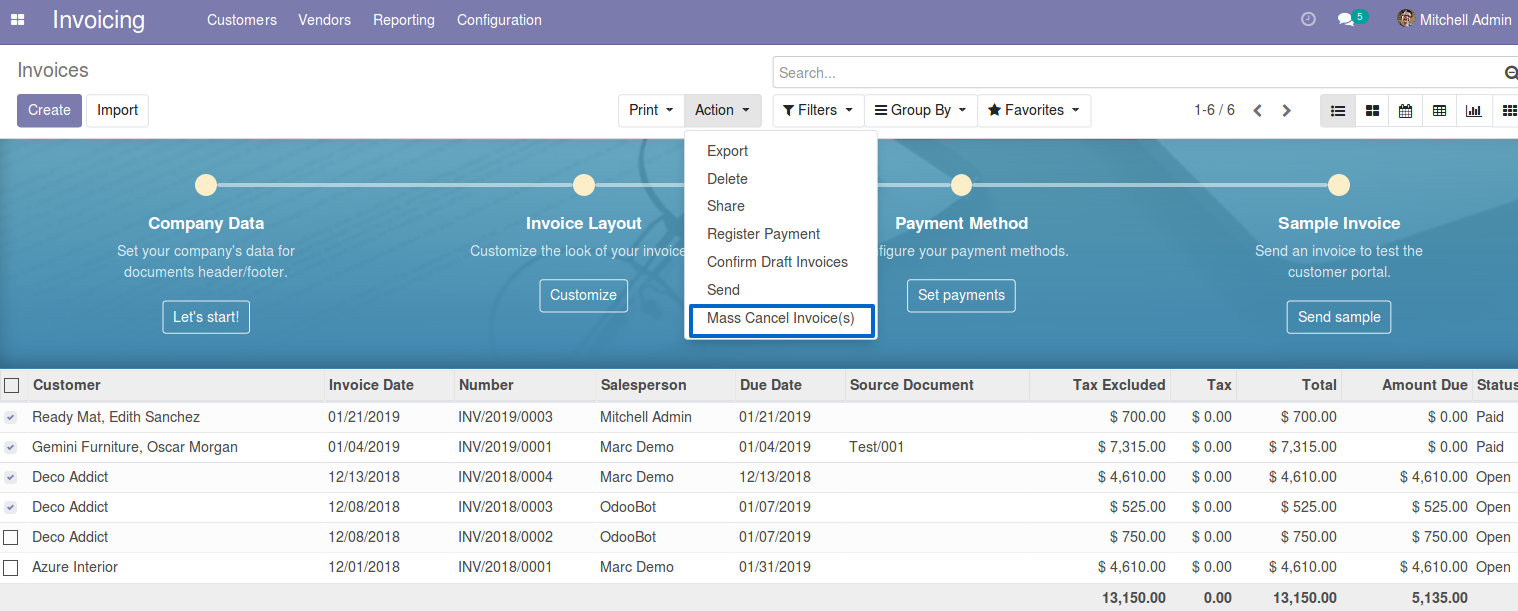 Invoicing Customers Vendors Reporting Configuration 5 Mitchell Admin
Invoices
Search...
Create Import Print Action Filters Group By Favorites 1-6 / 6
Export
Delete
Share
Register Payment
Confirm Draft Invoices
Send
Mass Cancel Invoice(s)
Company Data
Set your company's data for
documents header/footer.
Let's start!
Invoice Layout
Customize the look of your invoice
Customize
Payment Method
figure your payment methods.
Set payments
Sample Invoice
Send an invoice to test the
customer portal.
Send sample
Customer Invoice Date Number Salesperson Due Date Source Document Tax Excluded Tax Total Amount Due Status
Ready Mat, Edith Sanchez 01/21/2019 INV/2019/0003 Mitchell Admin 01/21/2019 $ 700.00 $ 0.00 $ 700.00 $ 0.00 Paid
Gemini Furniture, Oscar Morgan 01/04/2019 INV/2019/0001 Marc Demo 01/04/2019 Test/001 $ 7,315.00 $ 0.00 $ 7,315.00 $ 0.00 Paid
Deco Addict 12/13/2018 INV/2018/0004 Marc Demo 12/13/2018 $ 4,610.00 $ 0.00 $ 4,610.00 $ 4,610.00 Open
Deco Addict 12/08/2018 INV/2018/0003 OdooBot 01/07/2019 $ 525.00 $ 0.00 $ 525.00 $ 525.00 Open
Deco Addict 12/08/2018 INV/2018/0002 OdooBot 01/07/2019 $ 750.00 $ 0.00 $ 750.00 $ 750.00 Open
Azure Interior 12/01/2018 INV/2018/0001 Marc Demo 01/31/2019 $ 4,610.00 $ 0.00 $ 4,610.00 $ 4,610.00 Open
13,150.00 0.00 13,150.00 5,135.00